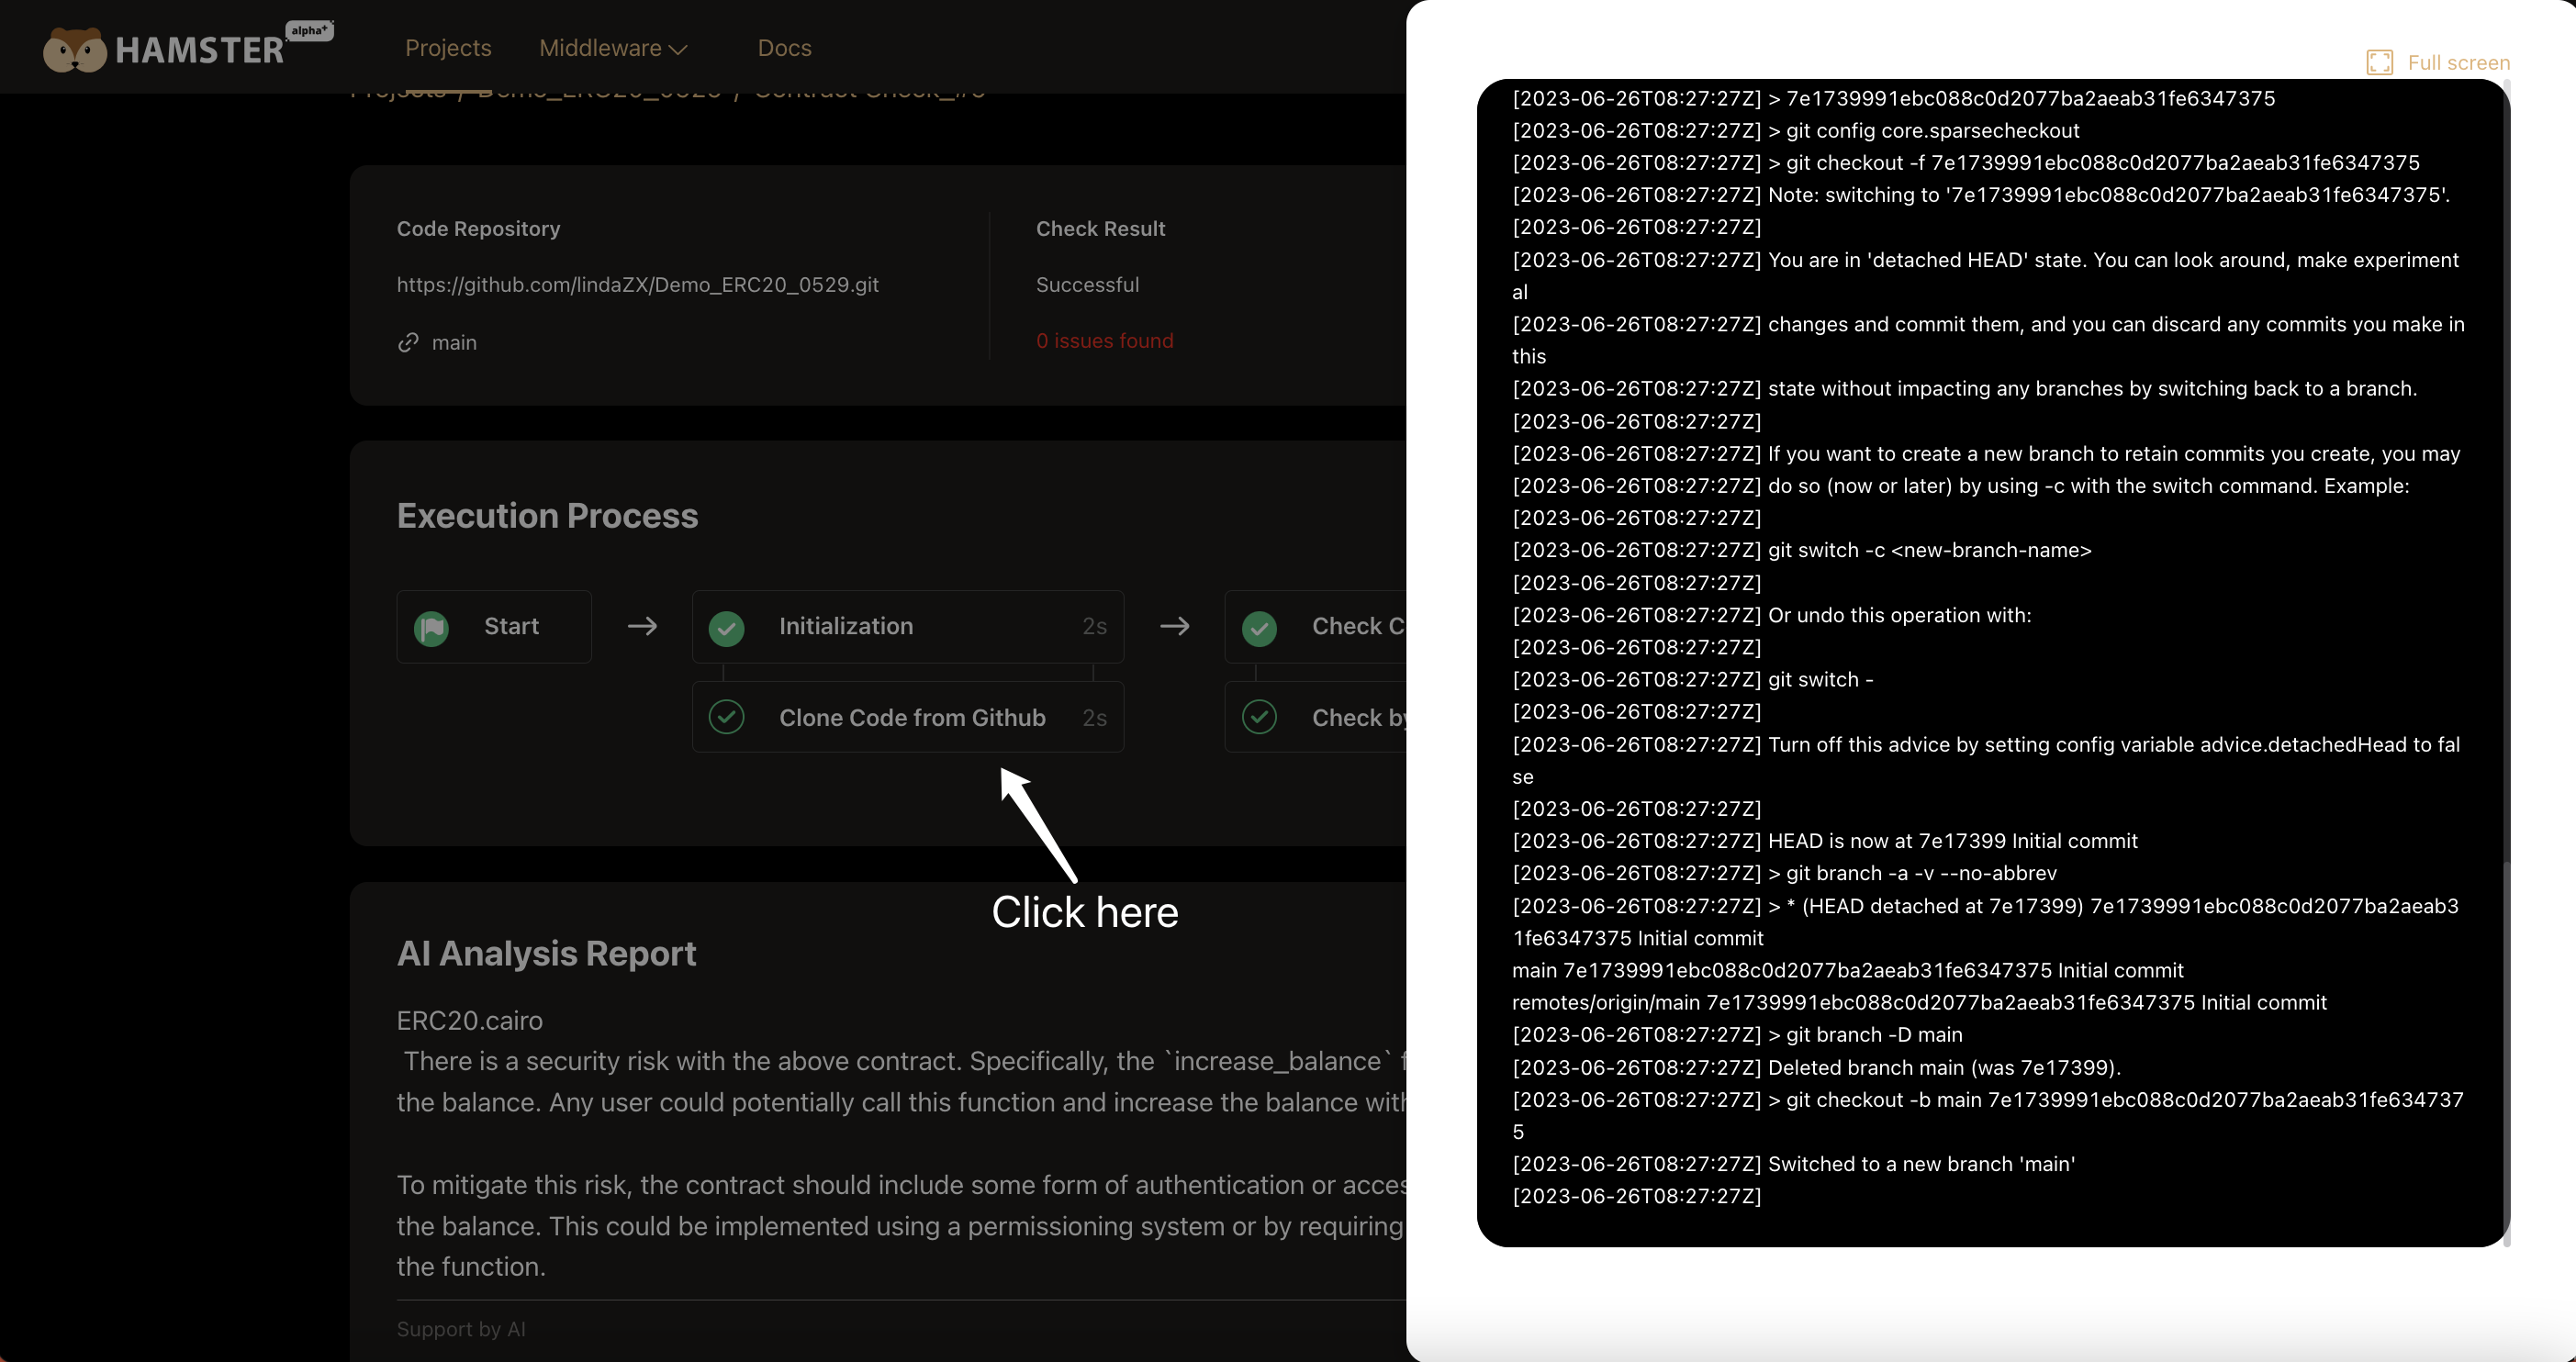 HAMSTER alpha+
Projects
Middleware
Docs
Code Repository
https://github.com/lindaZX/Demo_ERC20_0529.git
main
Check Result
Successful
0 issues found
Execution Process
Start
Initialization 2s
Check C
Clone Code from Github 2s
Check by
Click here
AI Analysis Report
ERC20.cairo
There is a security risk with the above contract. Specifically, the `increase_balance` f
the balance. Any user could potentially call this function and increase the balance with
To mitigate this risk, the contract should include some form of authentication or acces
the balance. This could be implemented using a permissioning system or by requiring
the function.
Support by AI
Full screen
[2023-06-26T08:27:27Z] > 7e1739991ebc088c0d2077ba2aeab31fe6347375
[2023-06-26T08:27:27Z] > git config core.sparsecheckout
[2023-06-26T08:27:27Z] > git checkout -f 7e1739991ebc088c0d2077ba2aeab31fe6347375
[2023-06-26T08:27:27Z] Note: switching to '7e1739991ebc088c0d2077ba2aeab31fe6347375'.
[2023-06-26T08:27:27Z]
[2023-06-26T08:27:27Z] You are in 'detached HEAD' state. You can look around, make experiment
al
[2023-06-26T08:27:27Z] changes and commit them, and you can discard any commits you make in
this
[2023-06-26T08:27:27Z] state without impacting any branches by switching back to a branch.
[2023-06-26T08:27:27Z]
[2023-06-26T08:27:27Z] If you want to create a new branch to retain commits you create, you may
[2023-06-26T08:27:27Z] do so (now or later) by using -c with the switch command. Example:
[2023-06-26T08:27:27Z]
[2023-06-26T08:27:27Z] git switch -c <new-branch-name>
[2023-06-26T08:27:27Z]
[2023-06-26T08:27:27Z] Or undo this operation with:
[2023-06-26T08:27:27Z]
[2023-06-26T08:27:27Z] git switch -
[2023-06-26T08:27:27Z]
[2023-06-26T08:27:27Z] Turn off this advice by setting config variable advice.detachedHead to fal
se
[2023-06-26T08:27:27Z]
[2023-06-26T08:27:27Z] HEAD is now at 7e17399 Initial commit
[2023-06-26T08:27:27Z] > git branch -a -v --no-abbrev
[2023-06-26T08:27:27Z] > * (HEAD detached at 7e17399) 7e1739991ebc088c0d2077ba2aeab3
1fe6347375 Initial commit
main 7e1739991ebc088c0d2077ba2aeab31fe6347375 Initial commit
remotes/origin/main 7e1739991ebc088c0d2077ba2aeab31fe6347375 Initial commit
[2023-06-26T08:27:27Z] > git branch -D main
[2023-06-26T08:27:27Z] Deleted branch main (was 7e17399).
[2023-06-26T08:27:27Z] > git checkout -b main 7e1739991ebc088c0d2077ba2aeab31fe634737
5
[2023-06-26T08:27:27Z] Switched to a new branch 'main'
[2023-06-26T08:27:27Z]